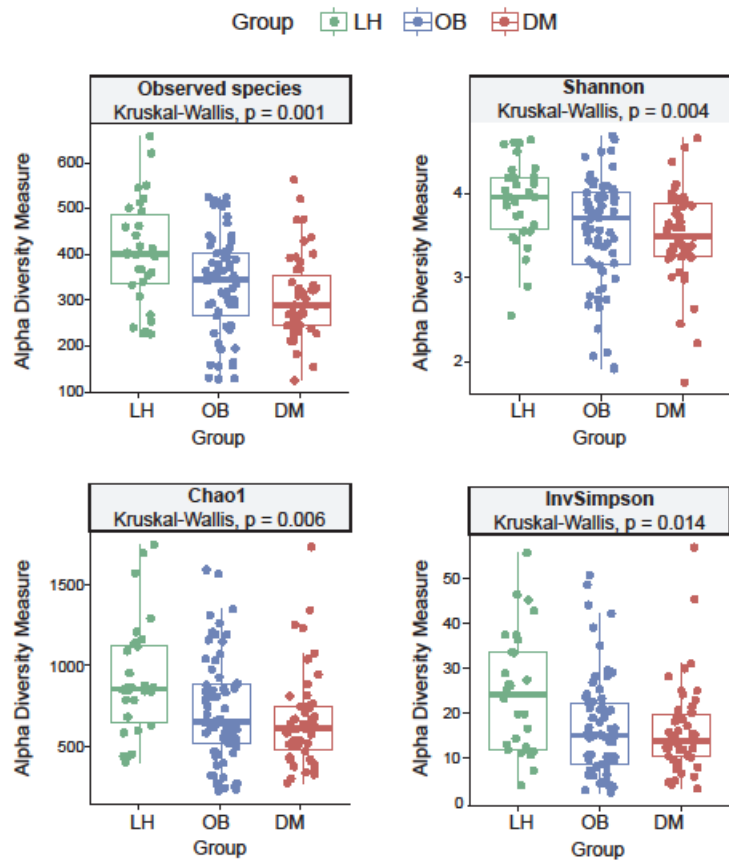 Group LH OB DM
Observed species
Kruskal-Wallis, p = 0.001
Alpha Diversity Measure
600
500
400
300
200
100
LH OB DM
Group
Shannon
Kruskal-Wallis, p = 0.004
Alpha Diversity Measure
4
3
2
LH OB DM
Group
Chao1
Kruskal-Wallis, p = 0.006
Alpha Diversity Measure
1500
1000
500
LH OB DM
Group
InvSimpson
Kruskal-Wallis, p = 0.014
Alpha Diversity Measure
50
40
30
20
10
0
LH OB DM
Group